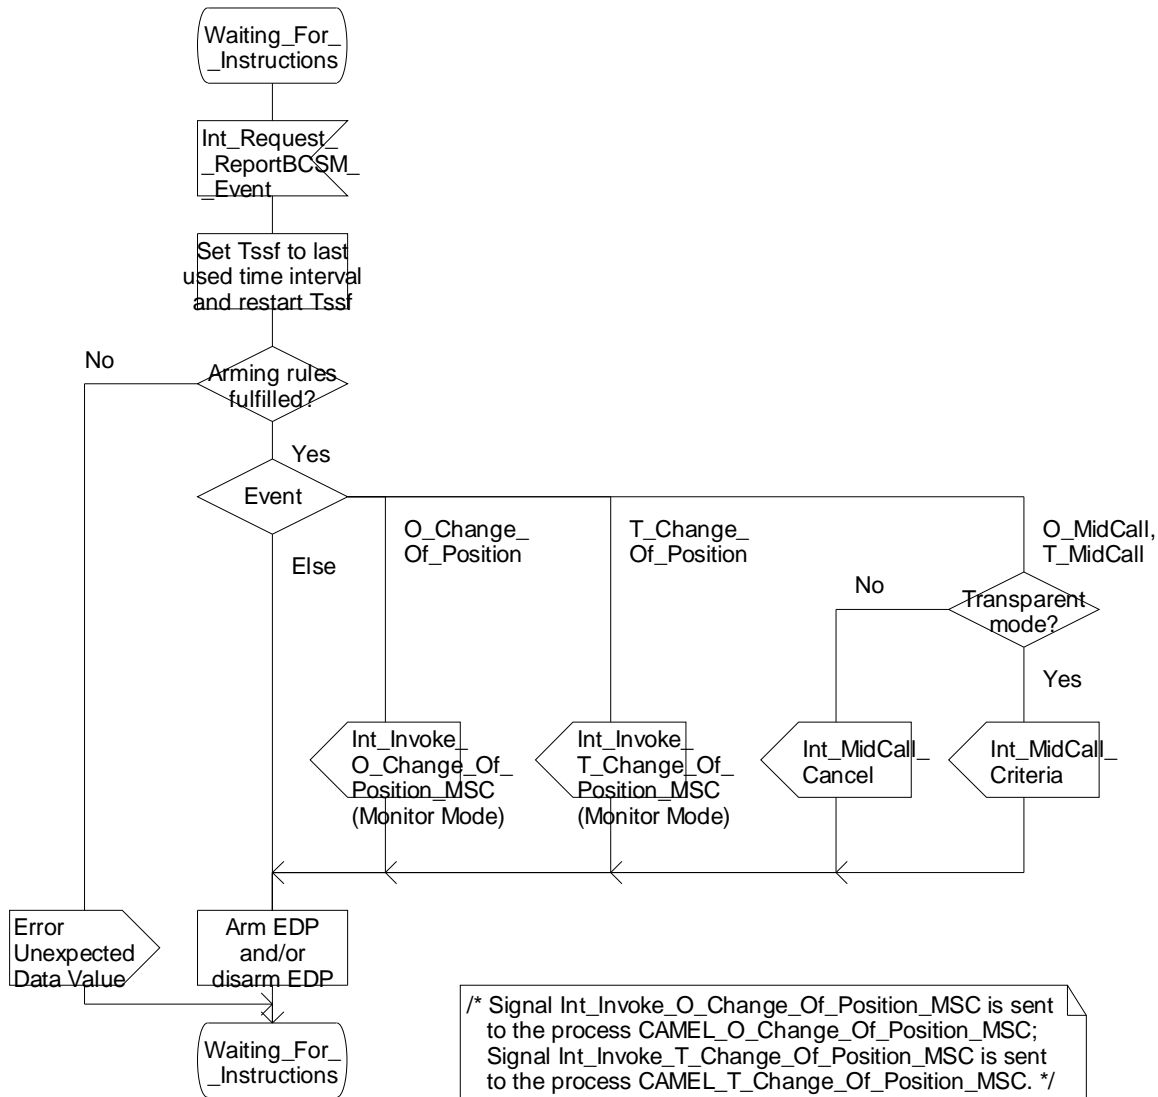 Waiting_For_
_Instructions
Int_Request_
_ReportBCSM_
_Event
Set Tssf to last
used time interval
and restart Tssf
No
Arming rules
fulfilled?
Yes
Event
O_Change_
Of_Position
T_Change_
Of_Position
O_MidCall,
T_MidCall
Else
No
Transparent
mode?
Yes
Int_Invoke_
O_Change_Of_
Position_MSC
(Monitor Mode)
Int_Invoke_
T_Change_Of_
Position_MSC
(Monitor Mode)
Int_MidCall_
Cancel
Int_MidCall_
Criteria
Error
Unexpected
Data Value
Arm EDP
and/or
disarm EDP
/* Signal Int_Invoke_O_Change_Of_Position_MSC is sent
to the process CAMEL_O_Change_Of_Position_MSC;
Signal Int_Invoke_T_Change_Of_Position_MSC is sent
to the process CAMEL_T_Change_Of_Position_MSC. */
Waiting_For_
_Instructions